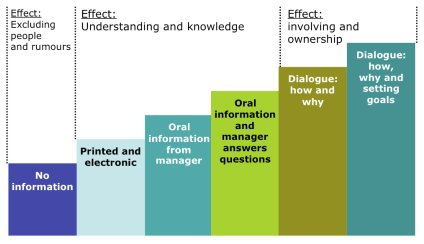 Effect:
Excluding
people
and rumours
Effect:
Understanding and knowledge
Effect:
involving and
ownership
No
information
Printed and
electronic
Oral
information
from
manager
Oral
information
and
manager
answers
questions
Dialogue:
how and
why
Dialogue:
how,
why and
setting
goals